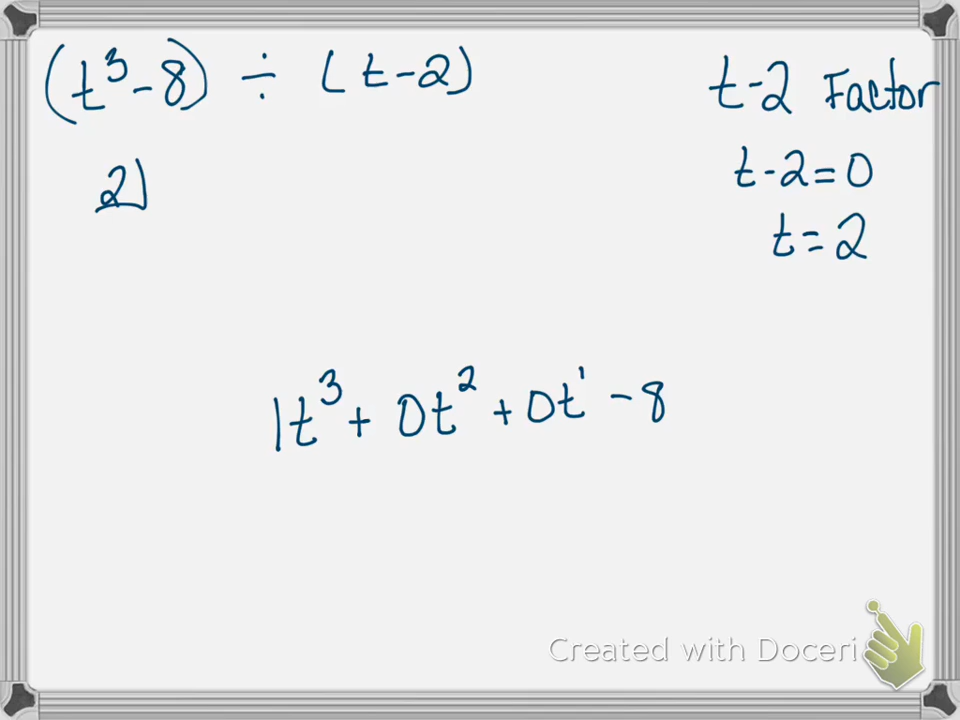 (t³-8) ÷ (t-2)
t-2 Factor
t-2=0
t=2
2⌋
1t³+0t²+0t¹-8
Created with Doceri